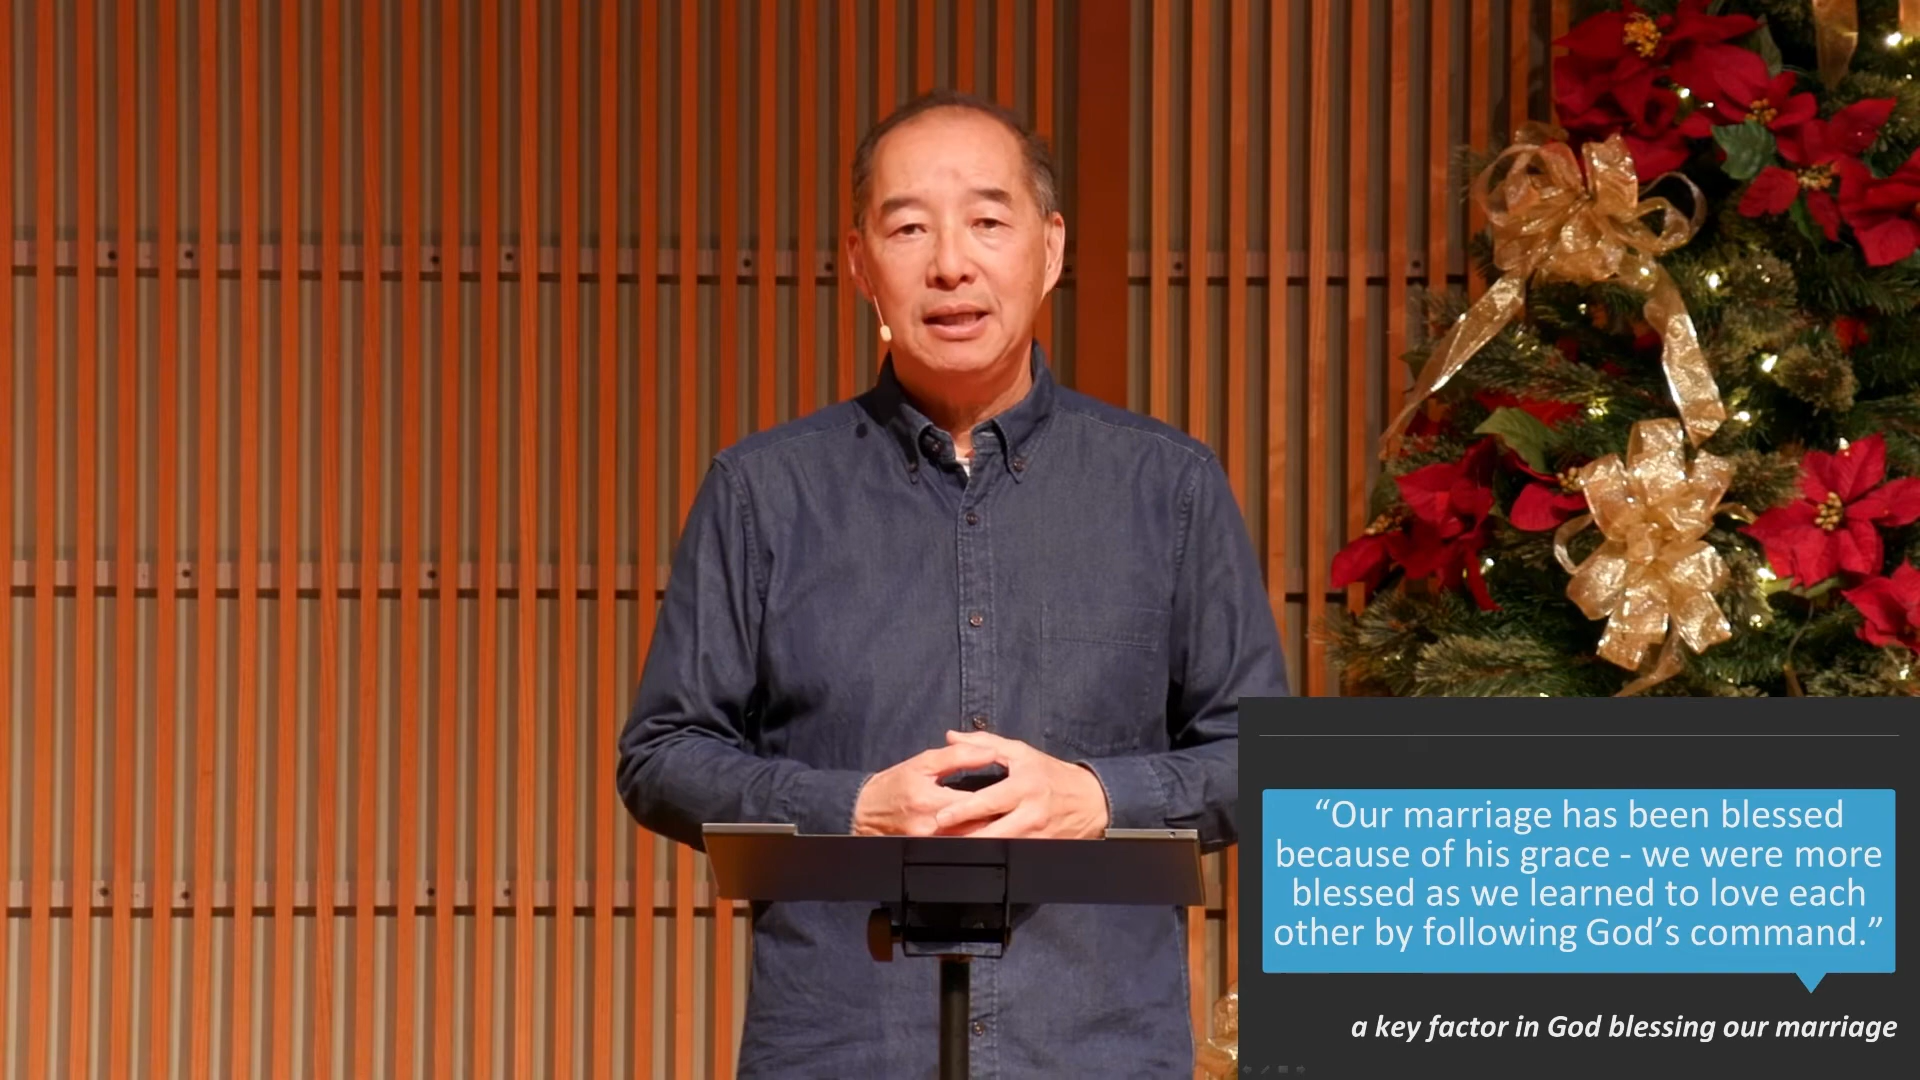 “Our marriage has been blessed
because of his grace - we were more
blessed as we learned to love each
other by following God’s command.”
a key factor in God blessing our marriage